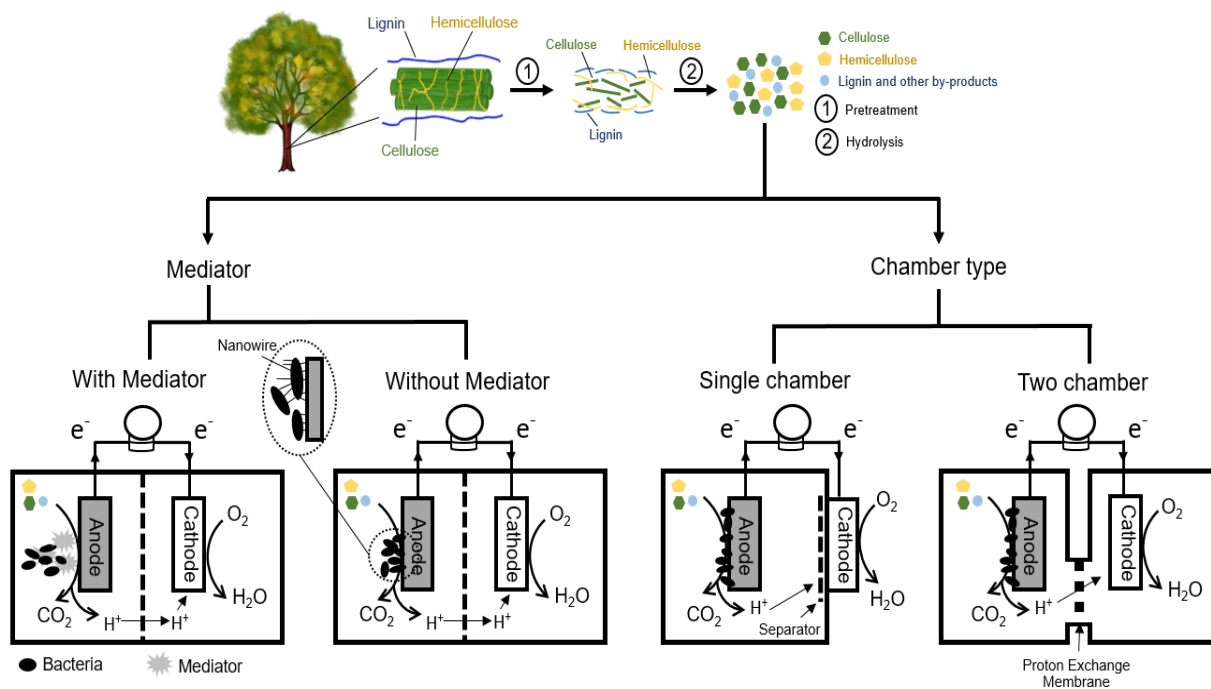 Lignin
Hemicellulose
Cellulose
1
Cellulose
Hemicellulose
Lignin
2
Cellulose
Hemicellulose
Lignin and other by-products
1 Pretreatment
2 Hydrolysis
Mediator
Chamber type
Nanowire
With Mediator
Without Mediator
Single chamber
Two chamber
e⁻
e⁻
Anode
Cathode
O₂
H₂O
CO₂
H⁺
H⁺
e⁻
e⁻
Anode
Cathode
O₂
H₂O
CO₂
H⁺
H⁺
e⁻
e⁻
Anode
Cathode
O₂
H₂O
CO₂
H⁺
Separator
e⁻
e⁻
Anode
Cathode
O₂
H₂O
CO₂
H⁺
Proton Exchange
Membrane
Bacteria
Mediator